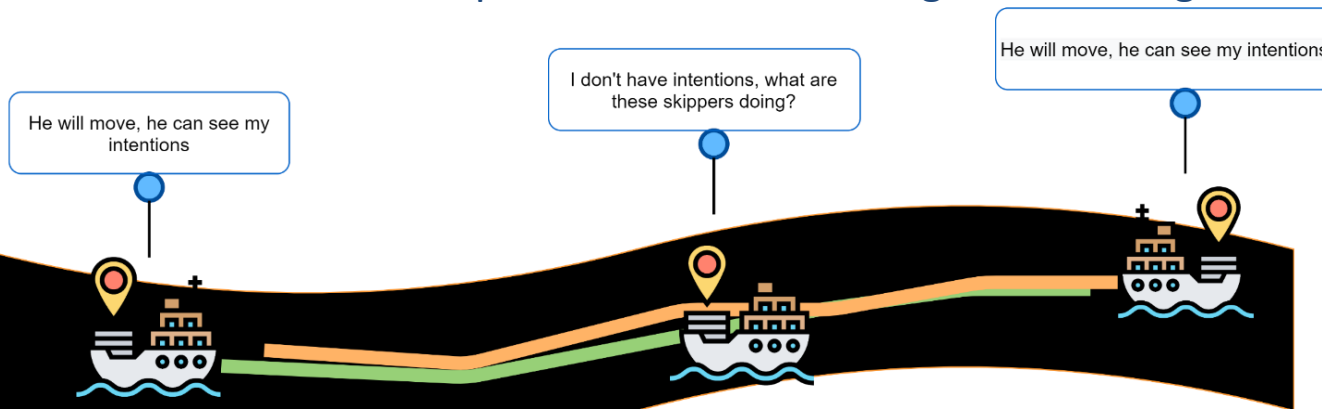 He will move, he can see my
intentions
I don't have intentions, what are
these skippers doing?
He will move, he can see my intentions